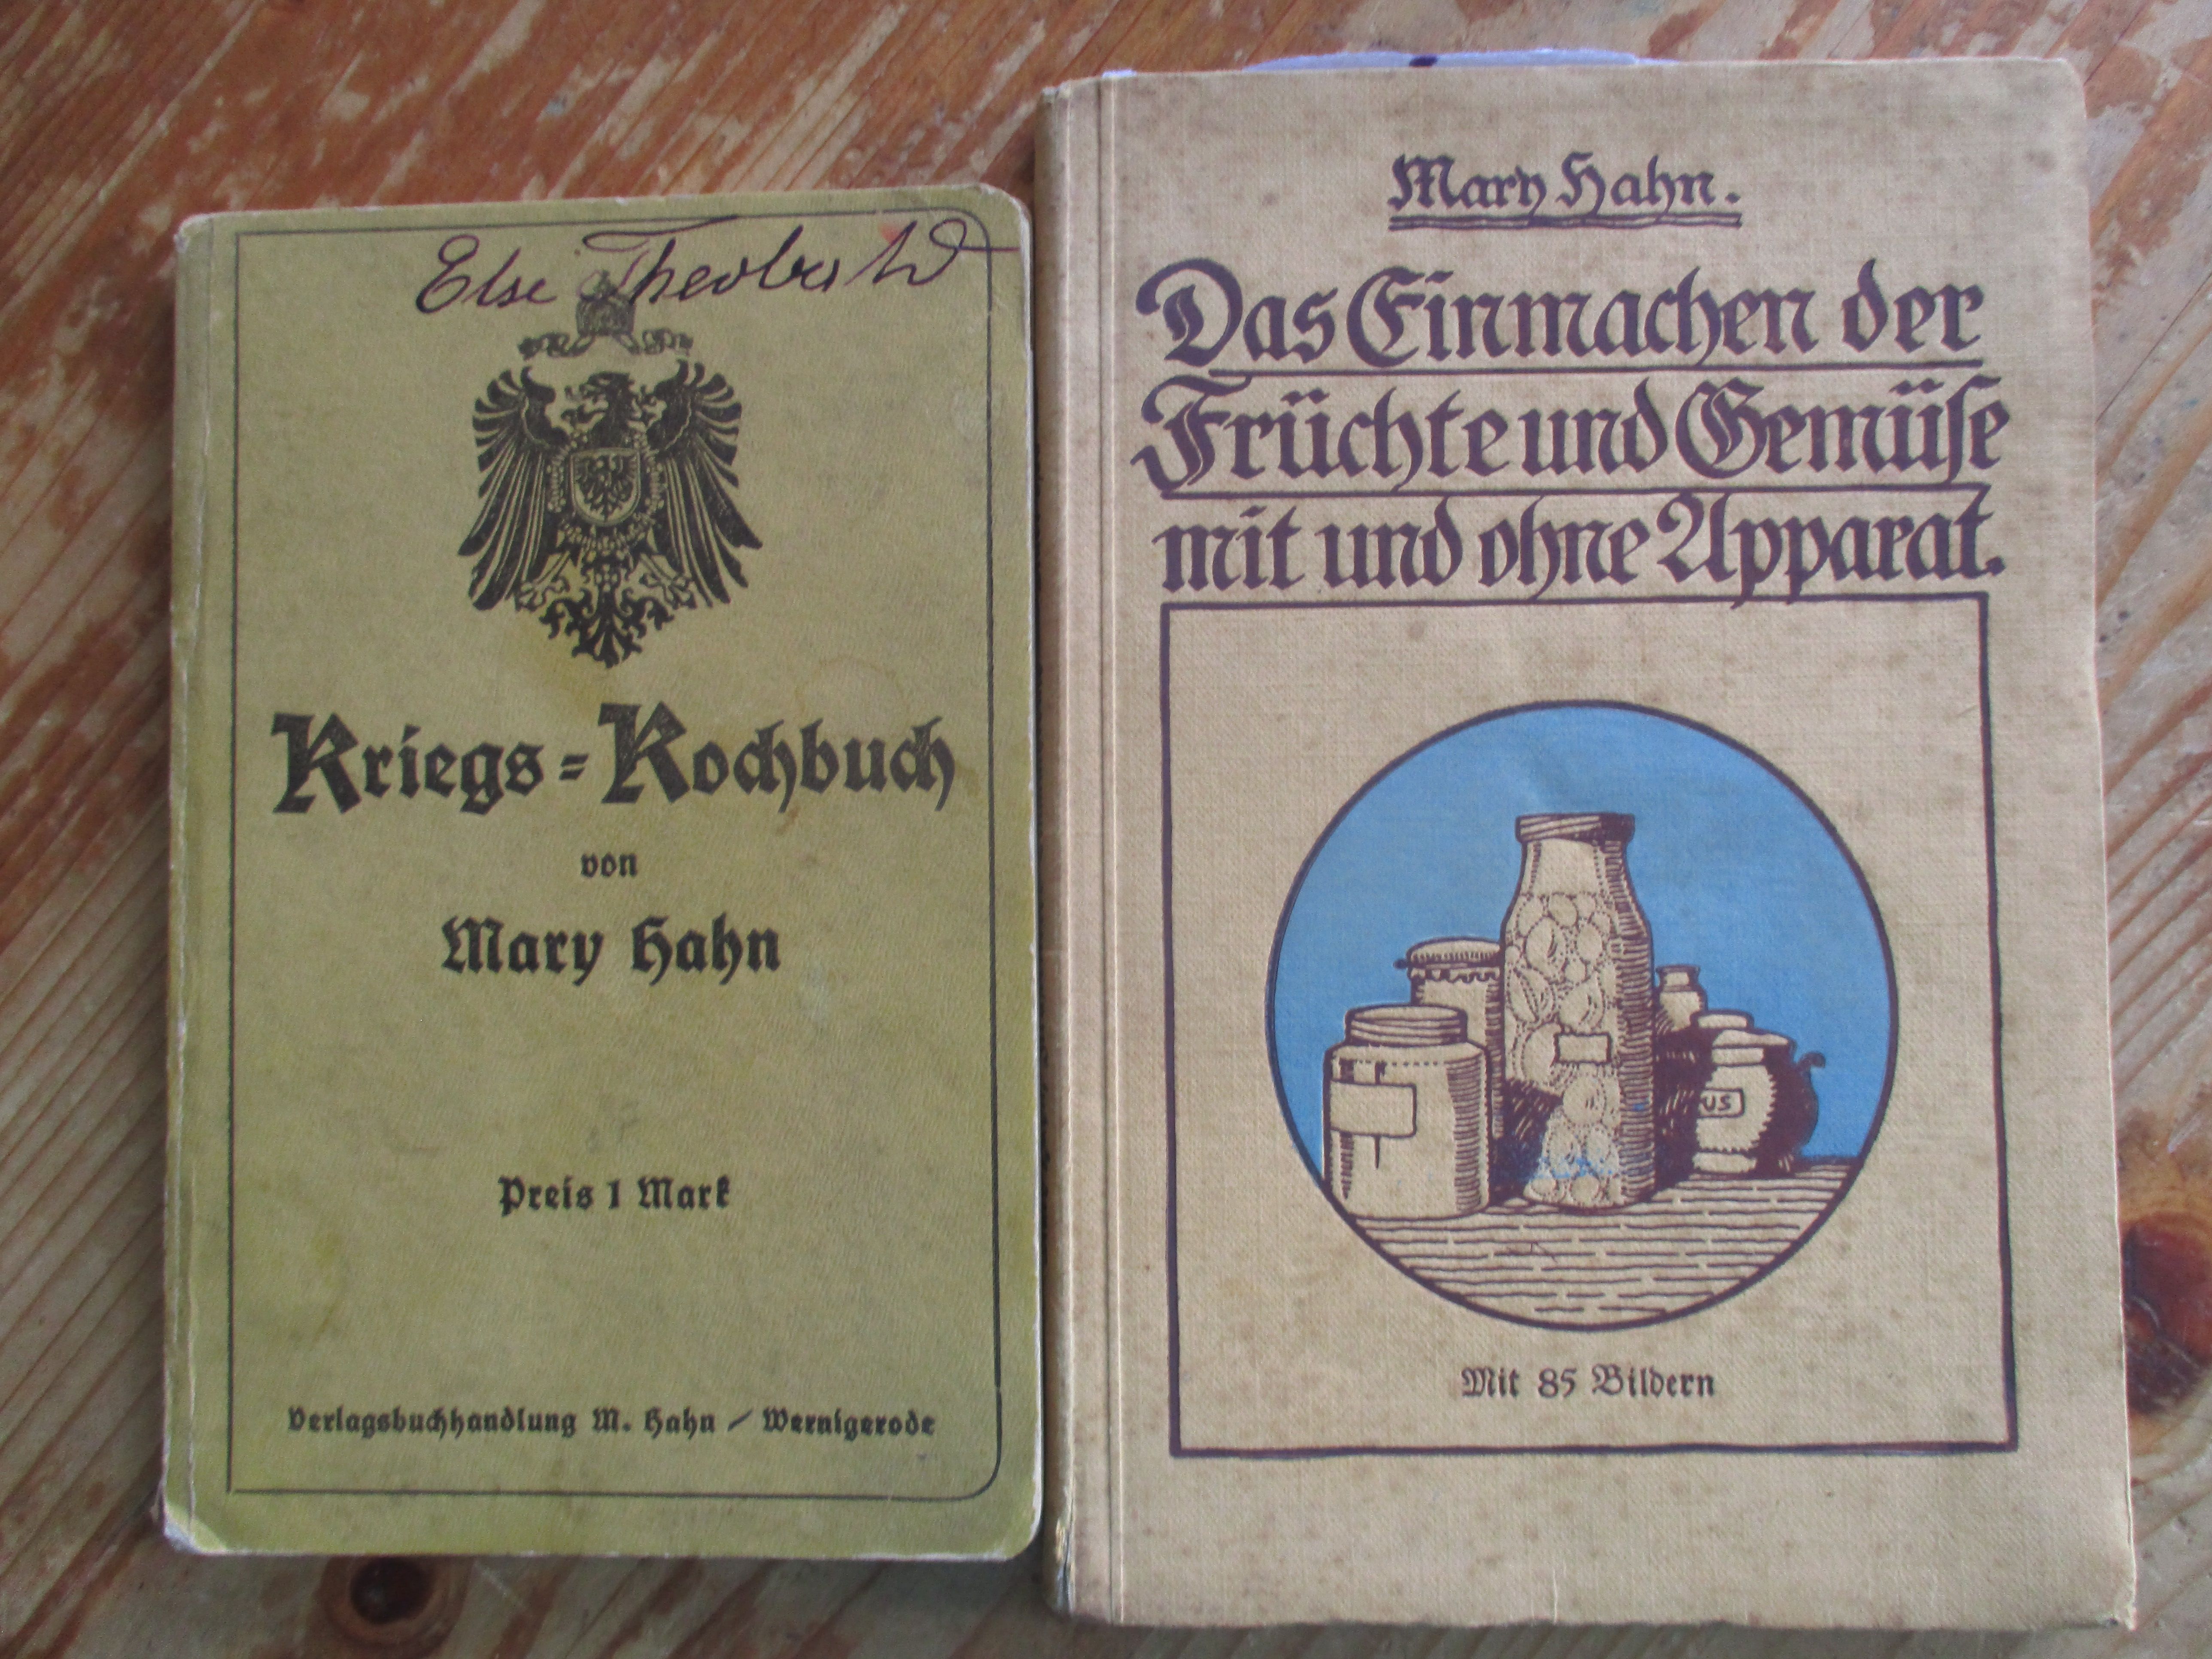 Else Theobald
Kriegs=Kochbuch
von
Mary Hahn
Preis 1 Mark
Verlagsbuchhandlung M. Hahn / Wernigerode
Mary Hahn.
Das Einmachen der
Früchte und Gemüſe
mit und ohne Apparat.
US
Mit 85 Bildern